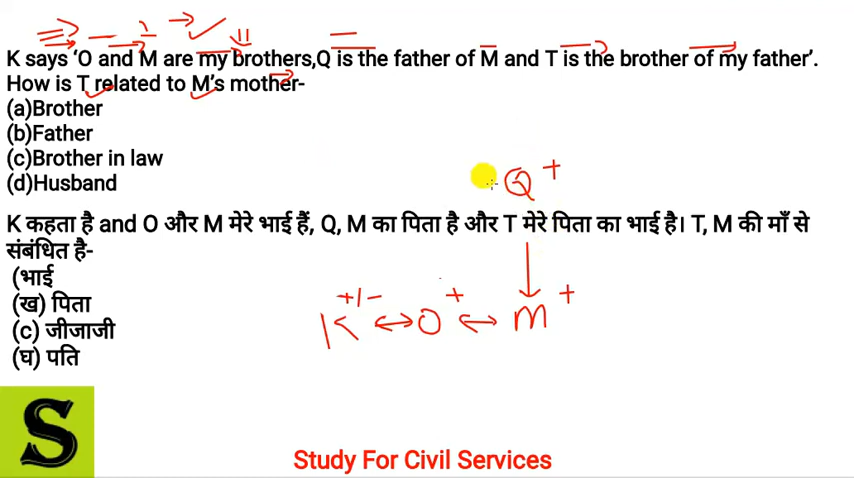 K says 'O and M are my brothers,Q is the father of M and T is the brother of my father'.
How is T related to M's mother-
(a)Brother
(b)Father
(c)Brother in law
(d)Husband
Q +
K कहता है and O और M मेरे भाई हैं, Q, M का पिता है और T मेरे पिता का भाई है। T, M की माँ से
संबंधित है-
(भाई
(ख) पिता
(c) जीजाजी
(घ) पति
+/- + +
K ↔ O ↔ M
S
Study For Civil Services